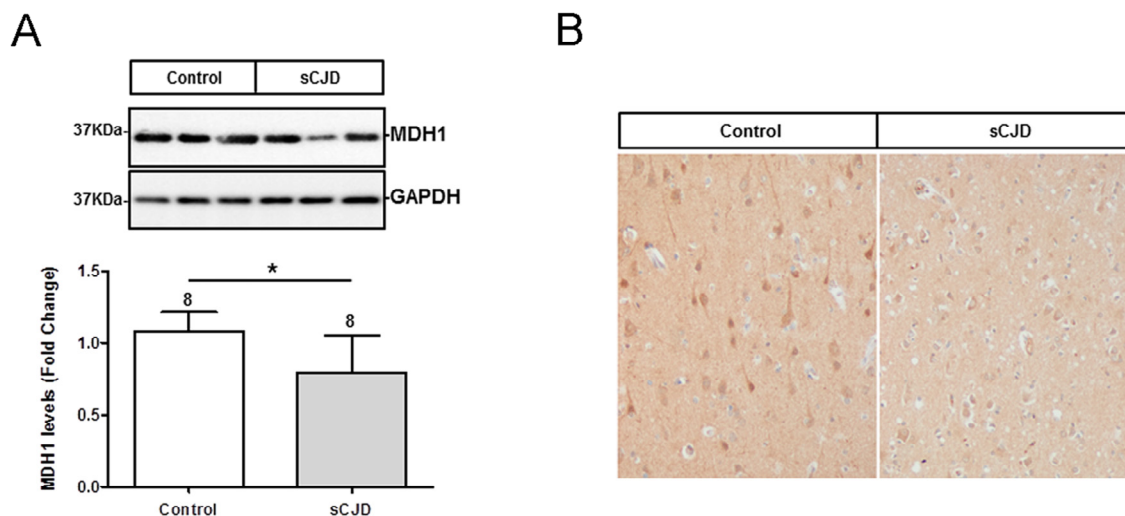 A
Control sCJD
37KDa MDH1
37KDa GAPDH
MDH1 levels (Fold Change)
1.5
1.0
0.5
0.0
*
8
8
Control sCJD
B
Control sCJD